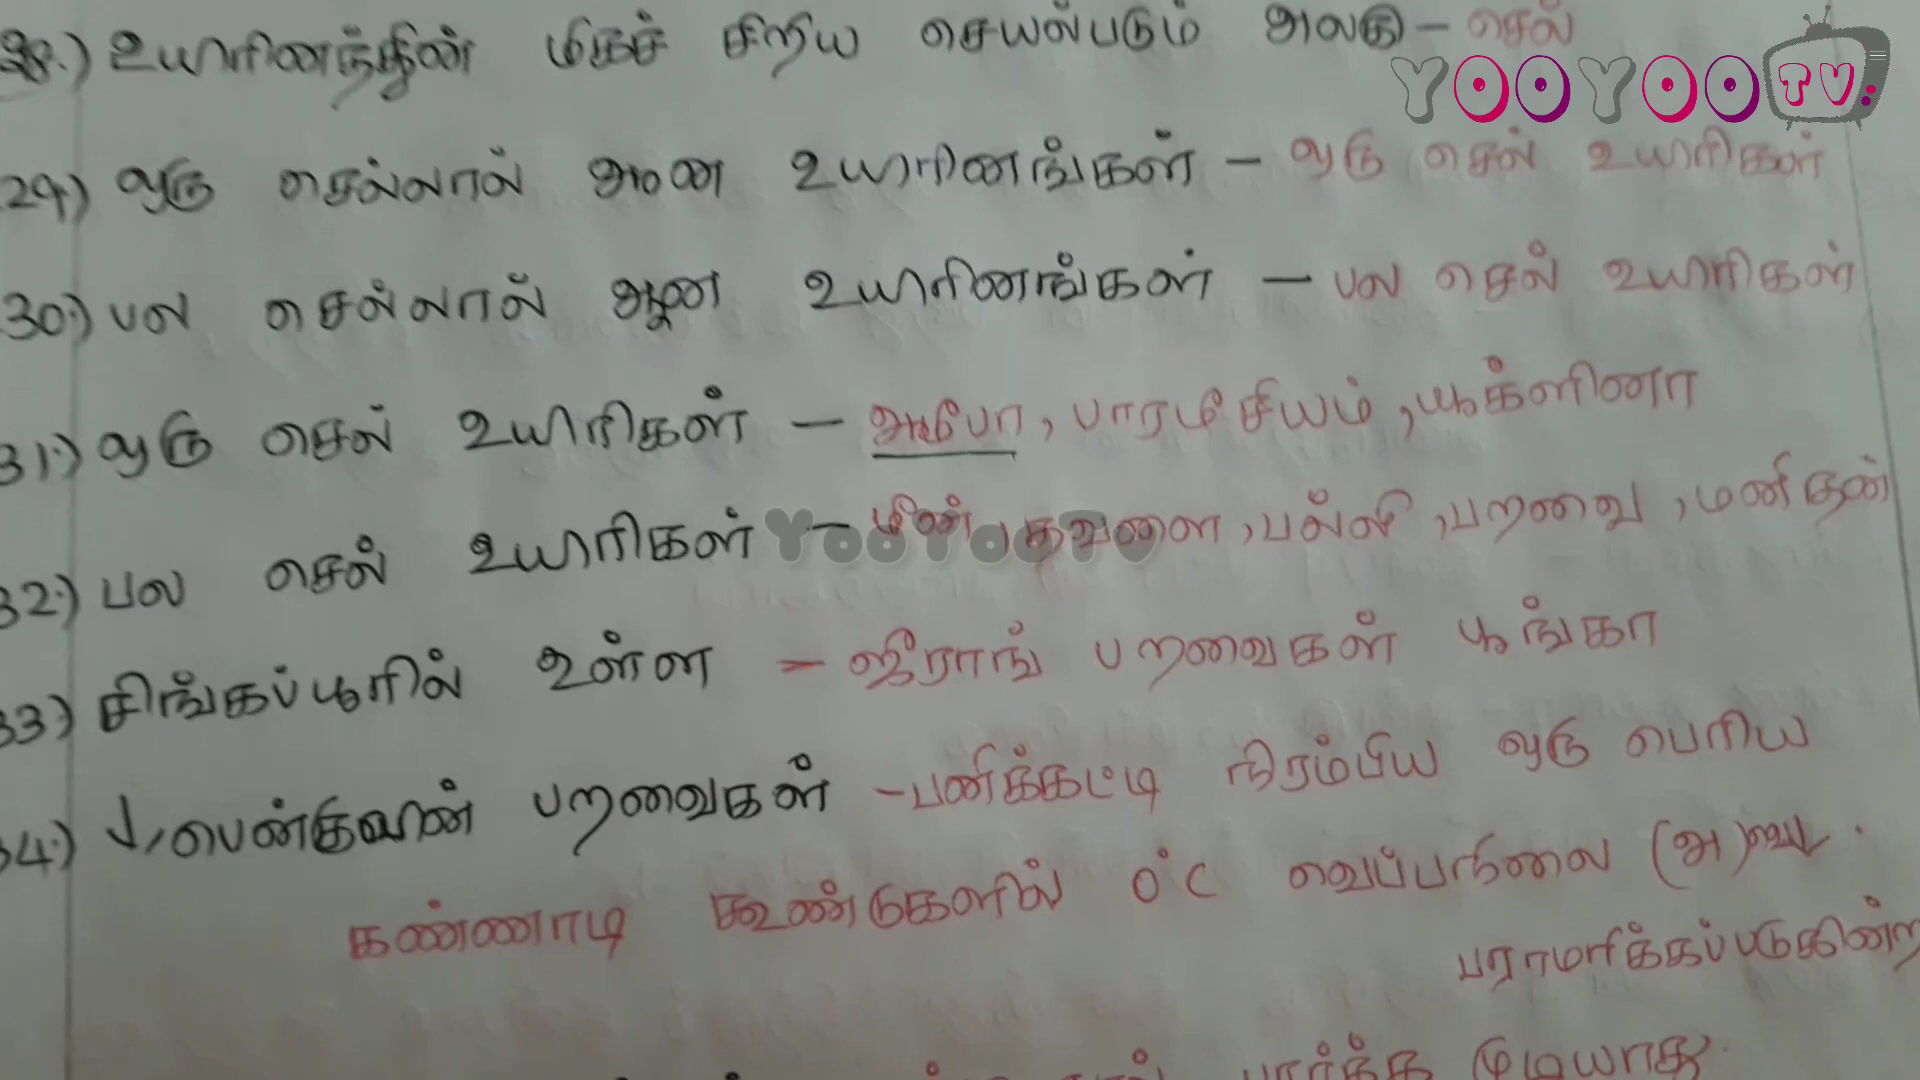 28.) உயிரினத்தின் மிகச் சிறிய செயல்படும் அலகு - செல்
YOOYOO TV
29) ஒரு செல்லால் ஆன உயிரினங்கள் - ஒரு செல் உயிரிகள்
30.) பல செல்லால் ஆன உயிரினங்கள் - பல செல் உயிரிகள்
31.) ஒரு செல் உயிரிகள் - அமீபோ, பாரமீசியம், யூக்ளினா
32.) பல செல் உயிரிகள் - மீன், தவளை, பல்லி, பறவை, மனிதன்
YooYooTV
33) சிங்கப்பூரில் உள்ள - ஜீராங் பறவைகள் பூங்கா
34.) பென்குவின் பறவைகள் - பனிக்கட்டி நிரம்பிய ஒரு பெரிய
கண்ணாடி கூண்டுகளில் 0°C வெப்பநிலை (அ)
பராமரிக்கப்படுகின்ற
பார்க்க முடியாது.